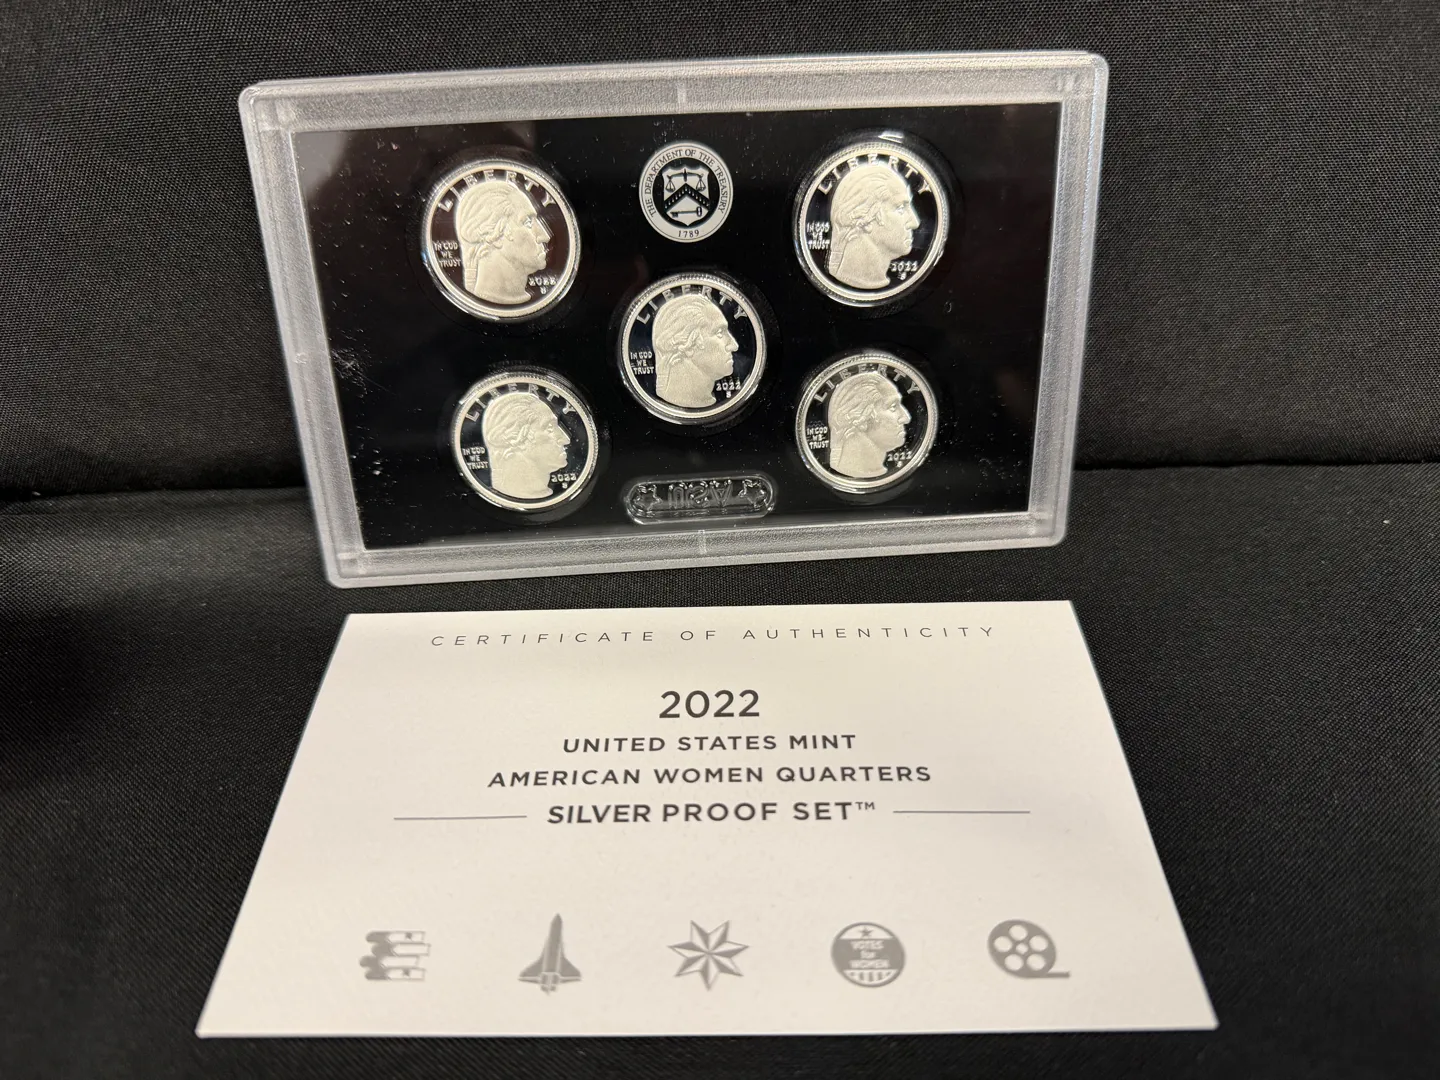 LIBERTY
IN GOD
WE
TRUST
2022
S
THE DEPARTMENT OF THE TREASURY
1789
LIBERTY
IN GOD
WE
TRUST
2022
S
LIBERTY
IN GOD
WE
TRUST
2022
S
LIBERTY
IN GOD
WE
TRUST
2022
S
LIBERTY
IN GOD
WE
TRUST
2022
S
USA
CERTIFICATE OF AUTHENTICITY
2022
UNITED STATES MINT
AMERICAN WOMEN QUARTERS
SILVER PROOF SET™
VOTES
for
WOMEN